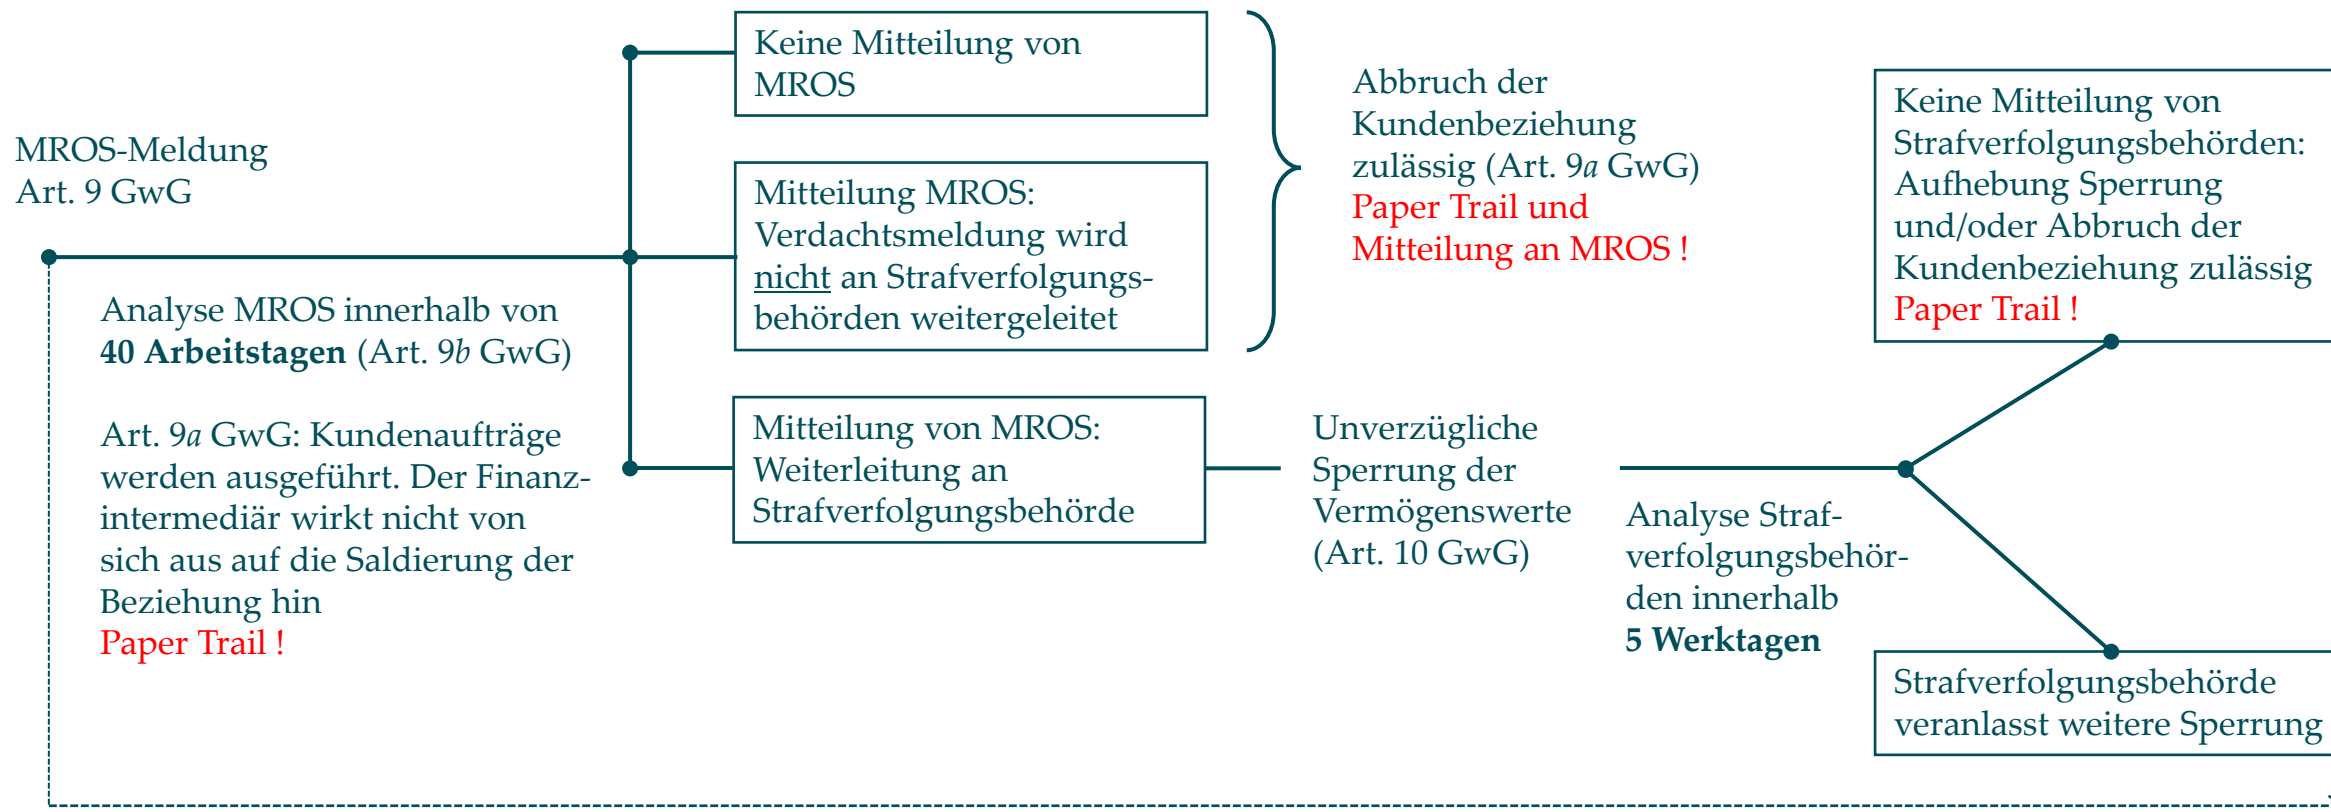 MROS-Meldung
Art. 9 GwG
Analyse MROS innerhalb von
40 Arbeitstagen (Art. 9b GwG)
Art. 9a GwG: Kundenaufträge
werden ausgeführt. Der Finanz-
intermediär wirkt nicht von
sich aus auf die Saldierung der
Beziehung hin
Paper Trail !
Keine Mitteilung von
MROS
Mitteilung MROS:
Verdachtsmeldung wird
nicht an Strafverfolgungs-
behörden weitergeleitet
Mitteilung von MROS:
Weiterleitung an
Strafverfolgungsbehörde
Abbruch der
Kundenbeziehung
zulässig (Art. 9a GwG)
Paper Trail und
Mitteilung an MROS !
Unverzügliche
Sperrung der
Vermögenswerte
(Art. 10 GwG)
Analyse Straf-
verfolgungsbehör-
den innerhalb
5 Werktagen
Keine Mitteilung von
Strafverfolgungsbehörden:
Aufhebung Sperrung
und/oder Abbruch der
Kundenbeziehung zulässig
Paper Trail !
Strafverfolgungsbehörde
veranlasst weitere Sperrung